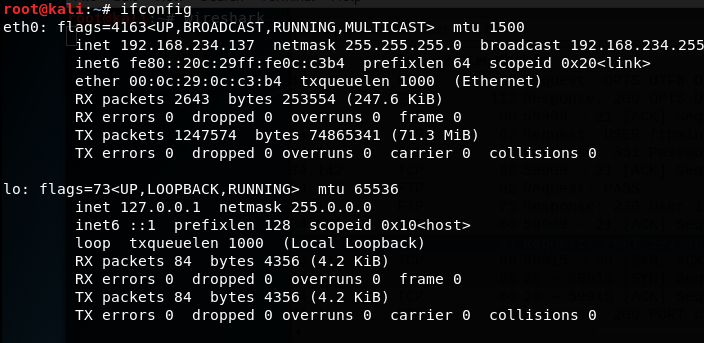 root@kali:~# ifconfig
eth0: flags=4163<UP,BROADCAST,RUNNING,MULTICAST>  mtu 1500
        inet 192.168.234.137  netmask 255.255.255.0  broadcast 192.168.234.255
        inet6 fe80::20c:29ff:fe0c:c3b4  prefixlen 64  scopeid 0x20<link>
        ether 00:0c:29:0c:c3:b4  txqueuelen 1000  (Ethernet)
        RX packets 2643  bytes 253554 (247.6 KiB)
        RX errors 0  dropped 0  overruns 0  frame 0
        TX packets 1247574  bytes 74865341 (71.3 MiB)
        TX errors 0  dropped 0 overruns 0  carrier 0  collisions 0

lo: flags=73<UP,LOOPBACK,RUNNING>  mtu 65536
        inet 127.0.0.1  netmask 255.0.0.0
        inet6 ::1  prefixlen 128  scopeid 0x10<host>
        loop  txqueuelen 1000  (Local Loopback)
        RX packets 84  bytes 4356 (4.2 KiB)
        RX errors 0  dropped 0  overruns 0  frame 0
        TX packets 84  bytes 4356 (4.2 KiB)
        TX errors 0  dropped 0 overruns 0  carrier 0  collisions 0